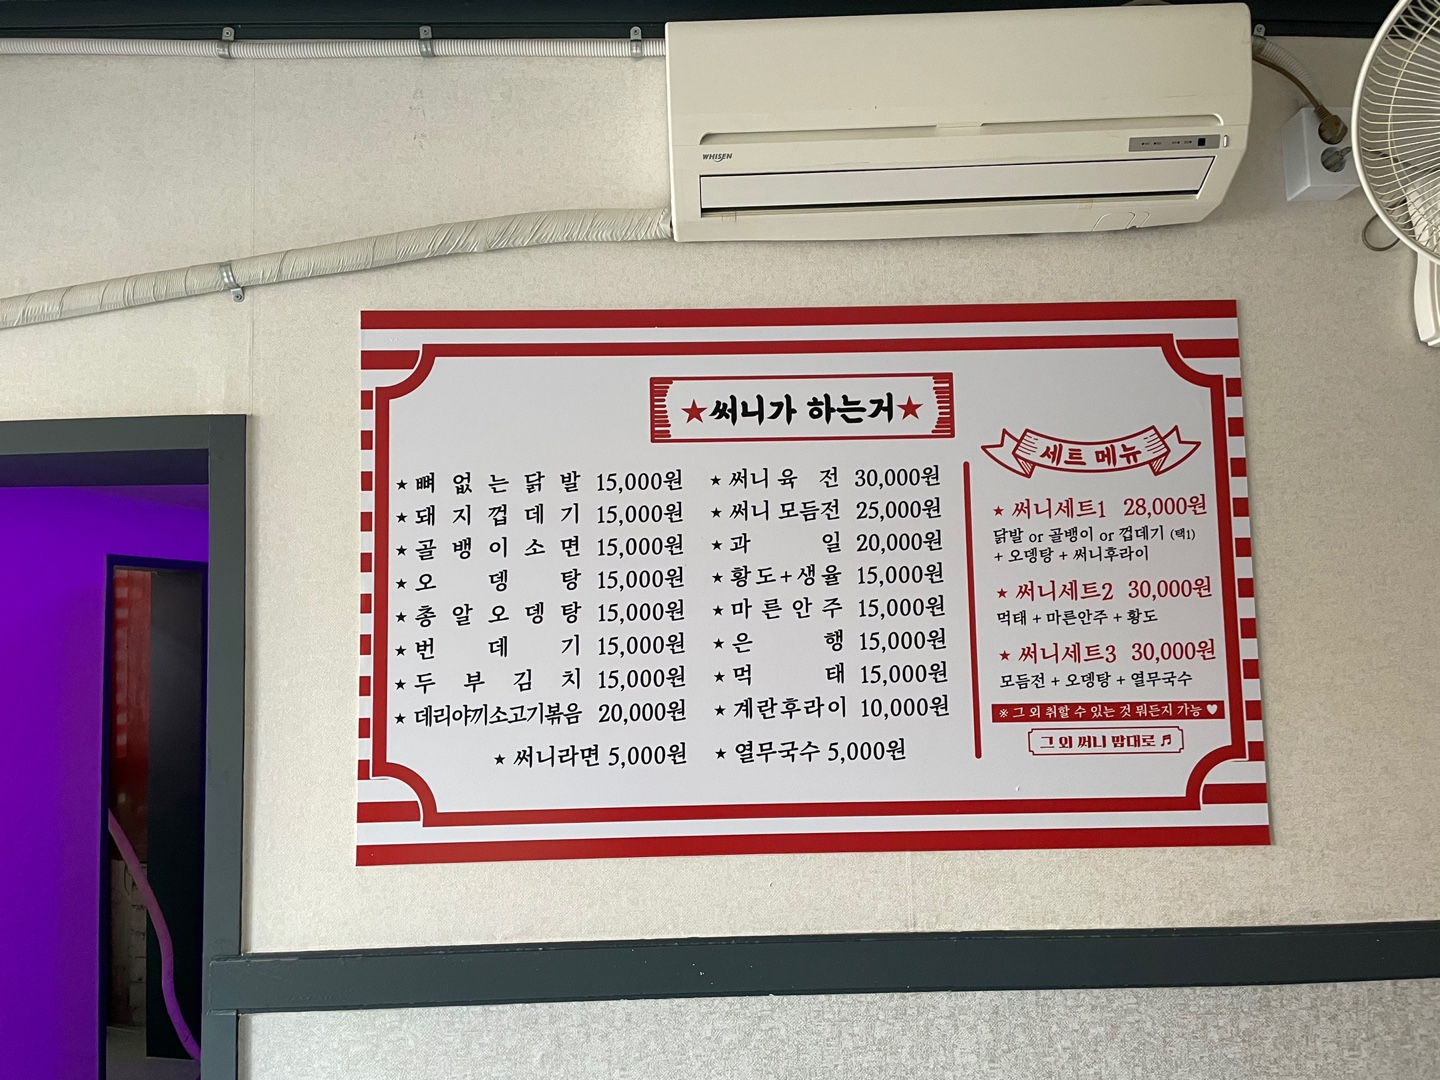 WHISEN
★써니가 하는거★
★ 뼈 없 는 닭 발 15,000원
★ 돼 지 껍 데 기 15,000원
★ 골 뱅 이 소 면 15,000원
★ 오 뎅 탕 15,000원
★ 총 알 오 뎅 탕 15,000원
★ 번 데 기 15,000원
★ 두 부 김 치 15,000원
★ 데리야끼소고기볶음 20,000원
★ 써니라면 5,000원
★ 써니 육 전 30,000원
★ 써니 모듬전 25,000원
★ 과 일 20,000원
★ 황도+생율 15,000원
★ 마 른 안 주 15,000원
★ 은 행 15,000원
★ 먹 태 15,000원
★ 계란후라이 10,000원
★ 열무국수 5,000원
세트 메뉴
★ 써니세트1 28,000원
닭발 or 골뱅이 or 껍데기 (택1)
+ 오뎅탕 + 써니후라이
★ 써니세트2 30,000원
먹태 + 마른안주 + 황도
★ 써니세트3 30,000원
모듬전 + 오뎅탕 + 열무국수
※ 그 외 취할 수 있는 것 뭐든지 가능 ♥
그 외 써니 맘대로 ♬